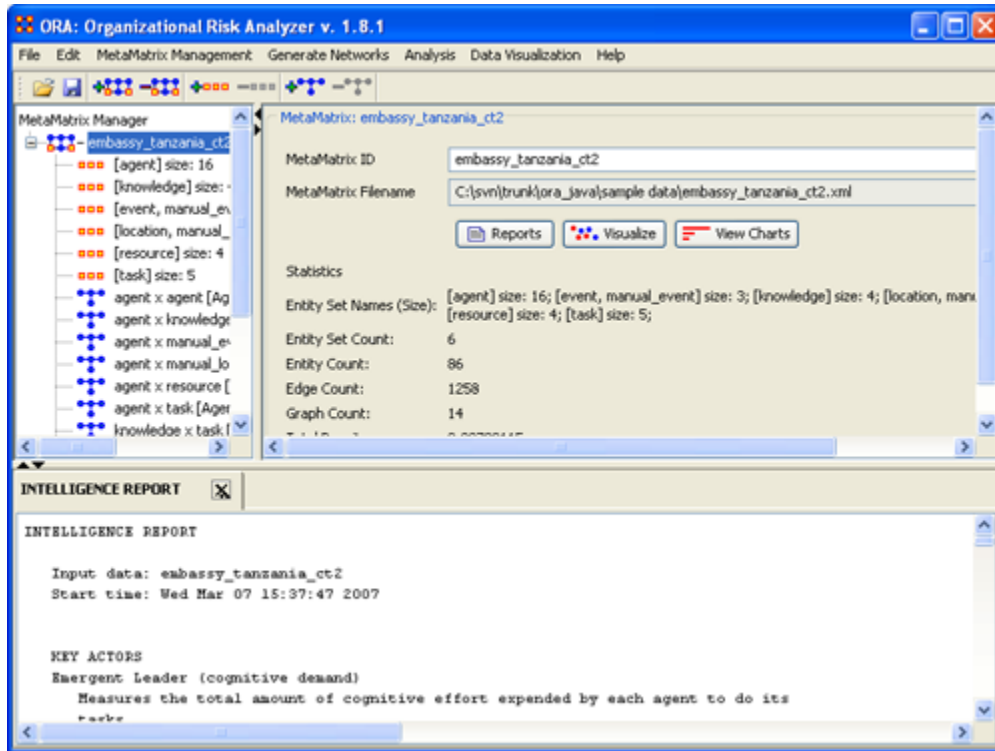 ORA: Organizational Risk Analyzer v. 1.8.1
File Edit MetaMatrix Management Generate Networks Analysis Data Visualization Help
MetaMatrix Manager
embassy_tanzania_ct2
[agent] size: 16
[knowledge] size:
[event, manual_ev
[location, manual_
[resource] size: 4
[task] size: 5
agent x agent [Ag
agent x knowledge
agent x manual_ev
agent x manual_lo
agent x resource [
agent x task [Agen
knowledge x task [
MetaMatrix: embassy_tanzania_ct2
MetaMatrix ID embassy_tanzania_ct2
MetaMatrix Filename C:\svn\trunk\ora_java\sample data\embassy_tanzania_ct2.xml
Reports Visualize View Charts
Statistics
Entity Set Names (Size): [agent] size: 16; [event, manual_event] size: 3; [knowledge] size: 4; [location, manu
[resource] size: 4; [task] size: 5;
Entity Set Count: 6
Entity Count: 86
Edge Count: 1258
Graph Count: 14
INTELLIGENCE REPORT
INTELLIGENCE REPORT
Input data: embassy_tanzania_ct2
Start time: Wed Mar 07 15:37:47 2007
KEY ACTORS
Emergent Leader (cognitive demand)
Measures the total amount of cognitive effort expended by each agent to do its
tasks